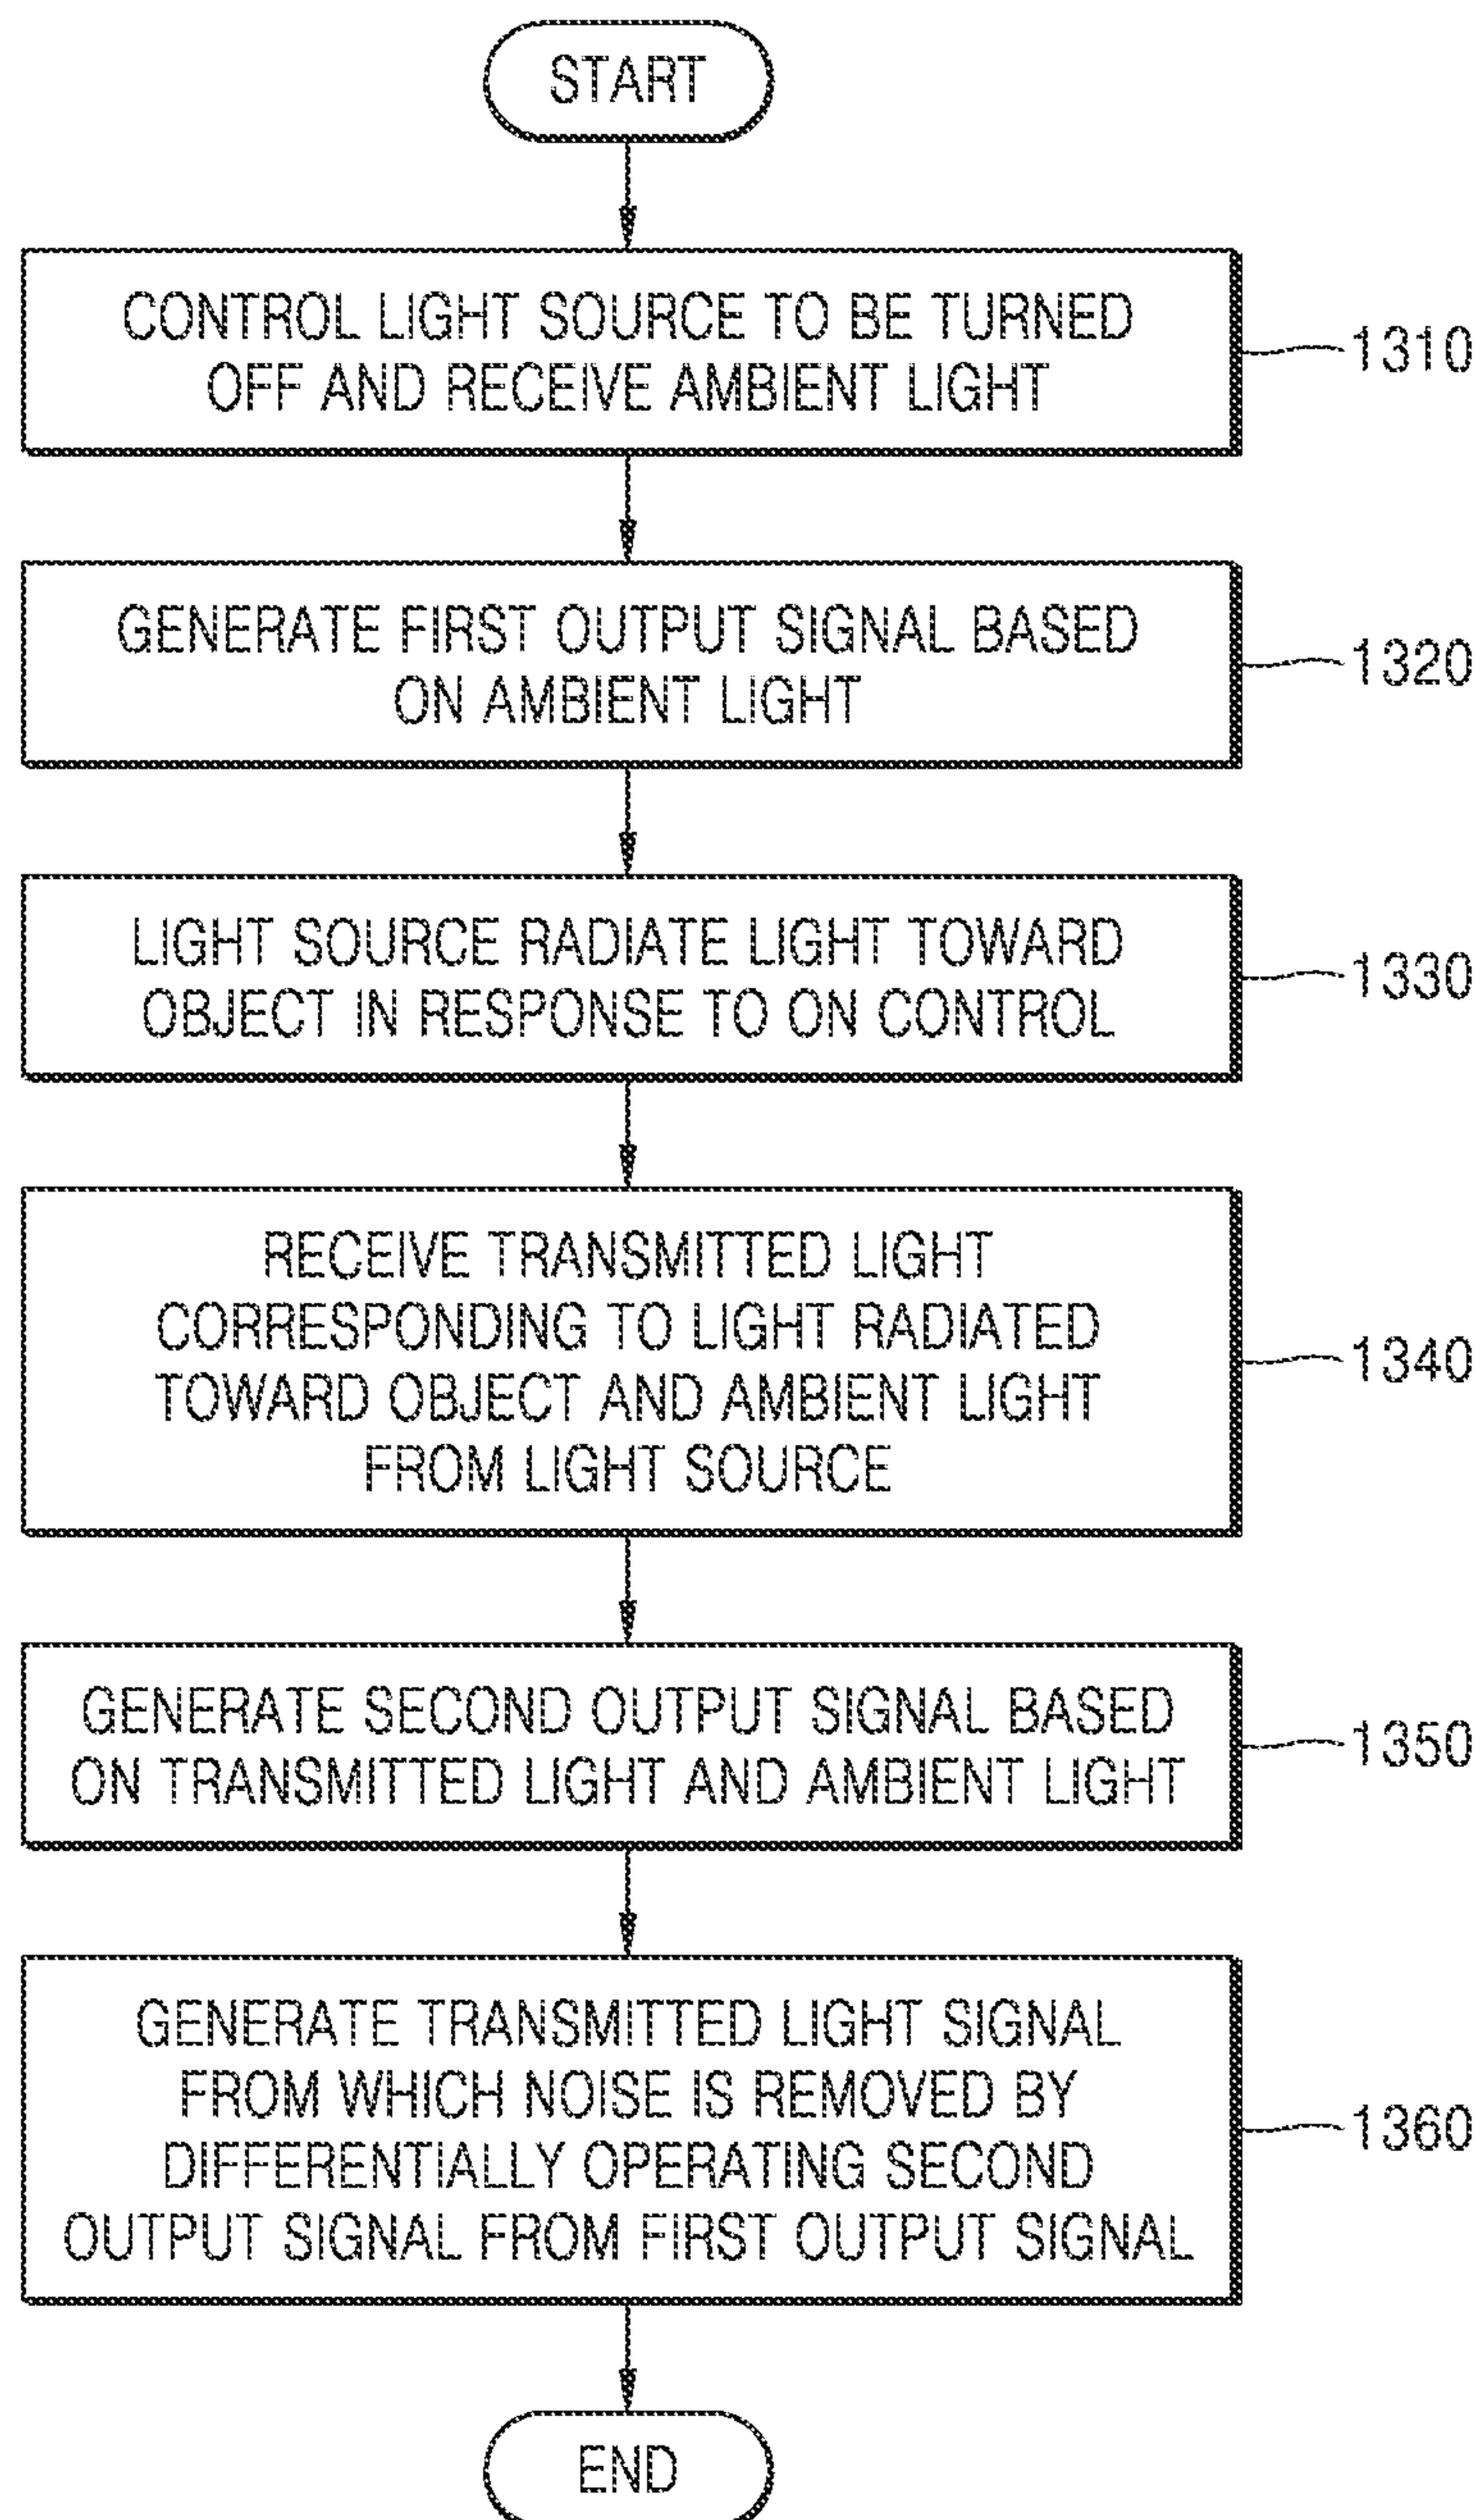 START
CONTROL LIGHT SOURCE TO BE TURNED
OFF AND RECEIVE AMBIENT LIGHT
1310
GENERATE FIRST OUTPUT SIGNAL BASED
ON AMBIENT LIGHT
1320
LIGHT SOURCE RADIATE LIGHT TOWARD
OBJECT IN RESPONSE TO ON CONTROL
1330
RECEIVE TRANSMITTED LIGHT
CORRESPONDING TO LIGHT RADIATED
TOWARD OBJECT AND AMBIENT LIGHT
FROM LIGHT SOURCE
1340
GENERATE SECOND OUTPUT SIGNAL BASED
ON TRANSMITTED LIGHT AND AMBIENT LIGHT
1350
GENERATE TRANSMITTED LIGHT SIGNAL
FROM WHICH NOISE IS REMOVED BY
DIFFERENTIALLY OPERATING SECOND
OUTPUT SIGNAL FROM FIRST OUTPUT SIGNAL
1360
END